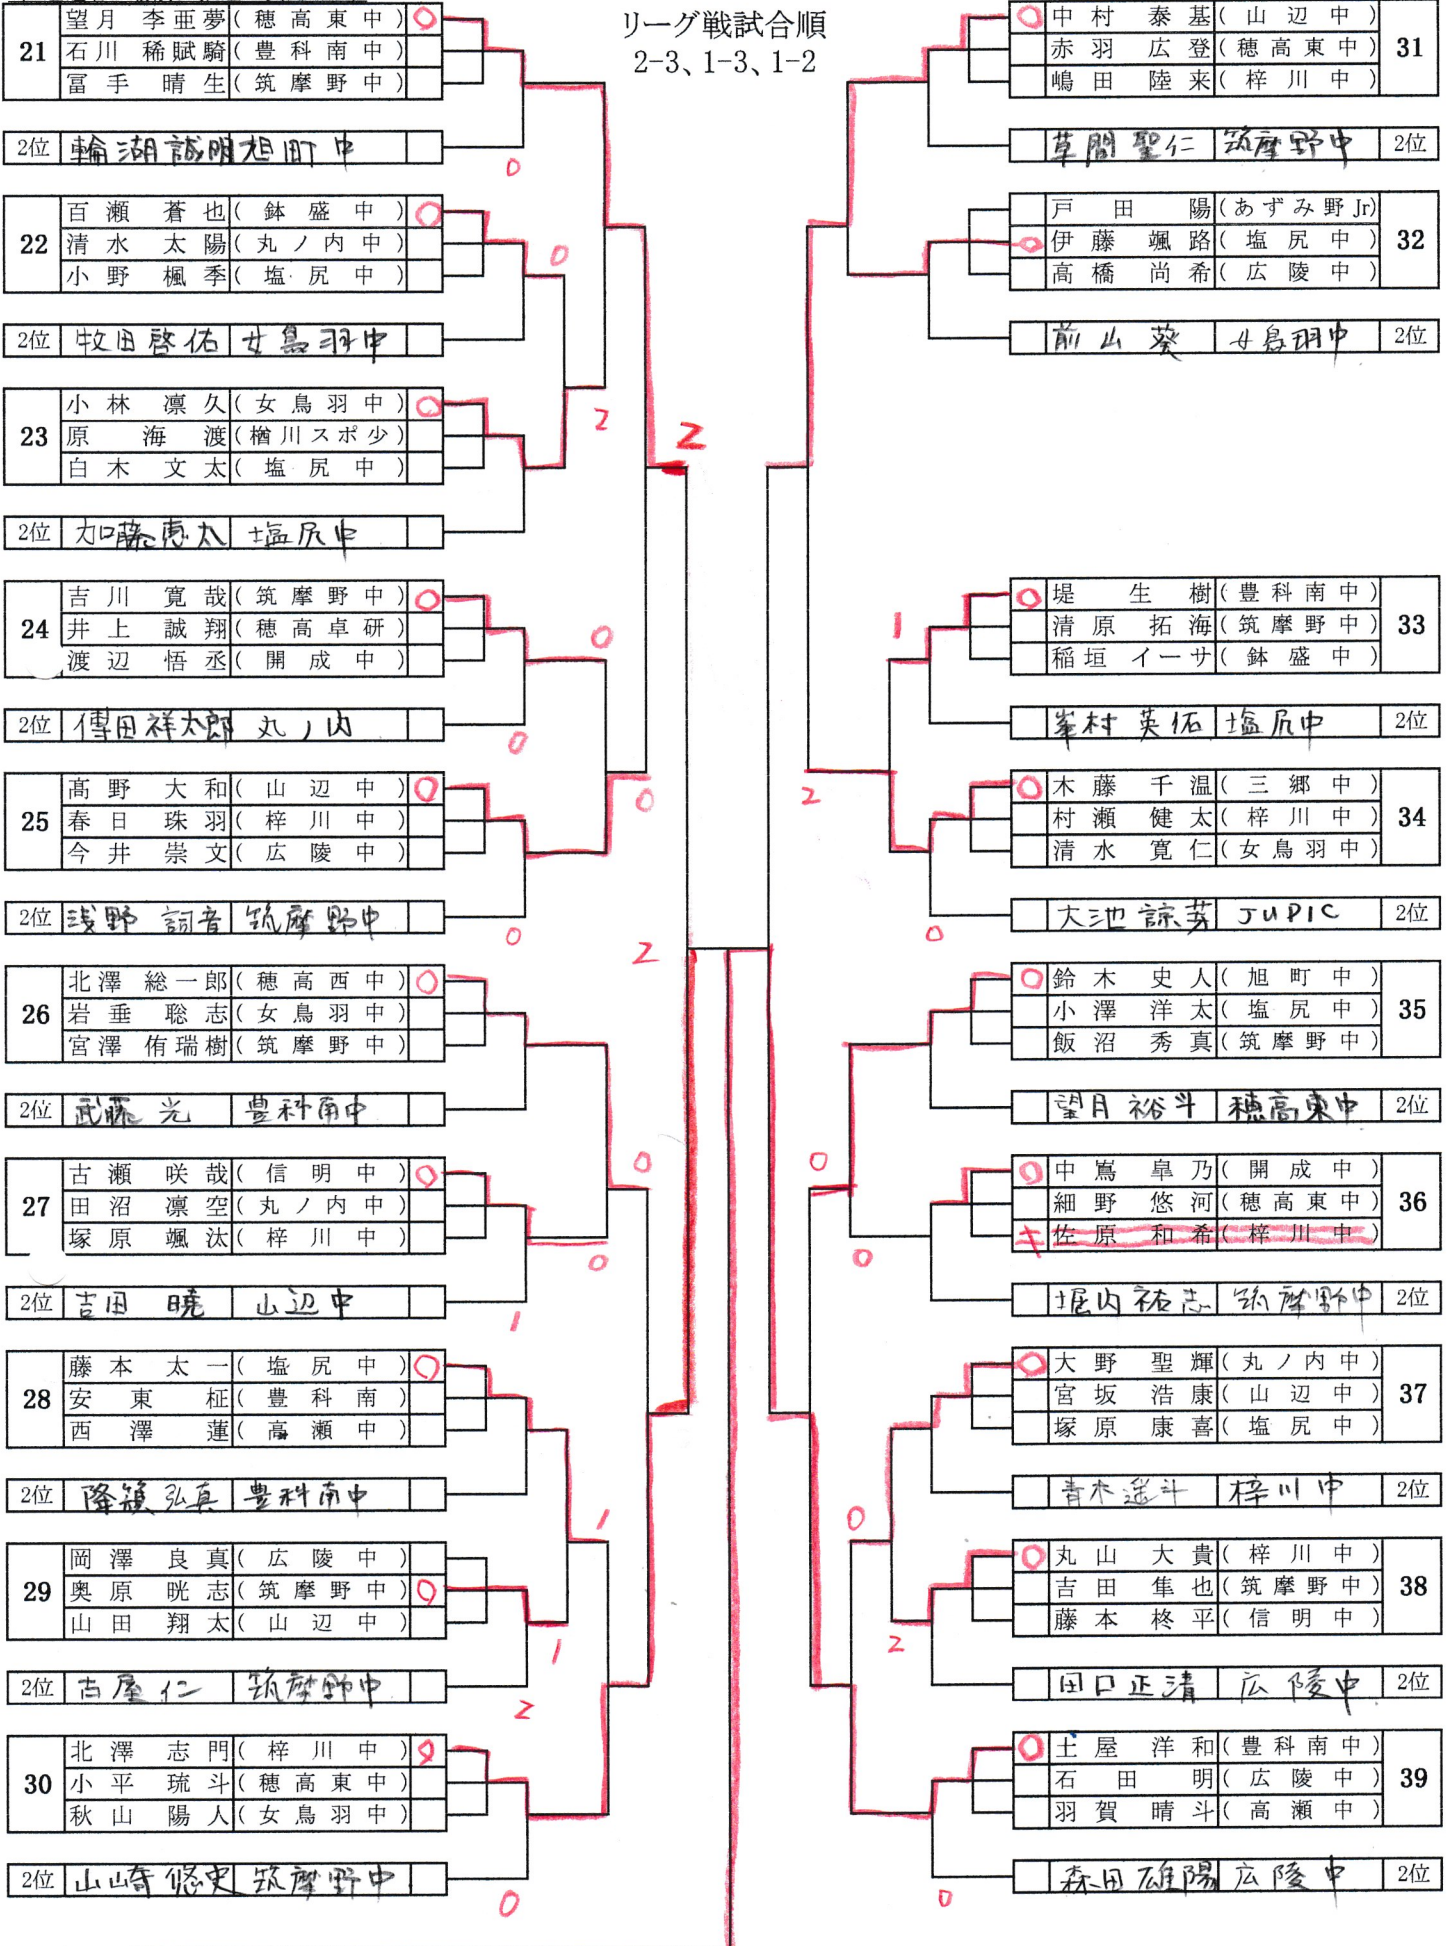 リーグ戦試合順
2-3、1-3、1-2
21
望月 李亜夢(穂高東中)
石川 稀賦騎(豊科南中)
冨手 晴生(筑摩野中)
2位 輪湖誠明 旭町中
0
22
百瀬 蒼也(鉢盛中)
清水 太陽(丸ノ内中)
小野 楓季(塩尻中)
0
2位 牧田啓佑 女鳥羽中
23
小林 凛久(女鳥羽中)
原 海渡(楢川スポ少)
白木 文太(塩尻中)
2
2
2位 加藤恵太 塩尻中
24
吉川 寛哉(筑摩野中)
井上 誠翔(穂高卓研)
渡辺 悟丞(開成中)
0
2位 傳田祥太郎 丸ノ内
0
25
髙野 大和(山辺中)
春日 珠羽(梓川中)
今井 崇文(広陵中)
0
2位 浅野 詞音 筑摩野中
0
2
26
北澤 総一郎(穂高西中)
岩垂 聡志(女鳥羽中)
宮澤 侑瑞樹(筑摩野中)
2位 武藤 光 豊科南中
27
古瀬 咲哉(信明中)
田沼 凛空(丸ノ内中)
塚原 颯汰(梓川中)
0
0
2位 吉田 暁 山辺中
1
28
藤本 太一(塩尻中)
安東 柾(豊科南)
西澤 蓮(高瀬中)
2位 降籏弘真 豊科南中
1
29
岡澤 良真(広陵中)
奥原 晄志(筑摩野中)
山田 翔太(山辺中)
1
2位 古屋仁 筑摩野中
2
30
北澤 志門(梓川中)
小平 琉斗(穂高東中)
秋山 陽人(女鳥羽中)
2位 山崎悠史 筑摩野中
0
中村 泰基(山辺中)
赤羽 広登(穂高東中)
嶋田 陸来(梓川中)
31
草間聖仁 筑摩野中 2位
戸田 陽(あずみ野Jr)
伊藤 颯路(塩尻中)
高橋 尚希(広陵中)
32
前山 葵 女鳥羽中 2位
堤 生樹(豊科南中)
清原 拓海(筑摩野中)
稲垣 イーサ(鉢盛中)
33
1
峯村英佑 塩尻中 2位
2
木藤 千温(三郷中)
村瀬 健太(梓川中)
清水 寛仁(女鳥羽中)
34
大池諒芽 JUPIC 2位
0
鈴木 史人(旭町中)
小澤 洋太(塩尻中)
飯沼 秀真(筑摩野中)
35
望月裕斗 穂高東中 2位
0
中嶌 皐乃(開成中)
細野 悠河(穂高東中)
キ 佐原 和希(梓川中)
36
0
堀内祐志 筑摩野中 2位
大野 聖輝(丸ノ内中)
宮坂 浩康(山辺中)
塚原 康喜(塩尻中)
37
青木遥斗 梓川中 2位
0
丸山 大貴(梓川中)
吉田 隼也(筑摩野中)
藤本 柊平(信明中)
38
2
田口正清 広陵中 2位
土屋 洋和(豊科南中)
石田 明(広陵中)
羽賀 晴斗(高瀬中)
39
森田雄陽 広陵中 2位
0